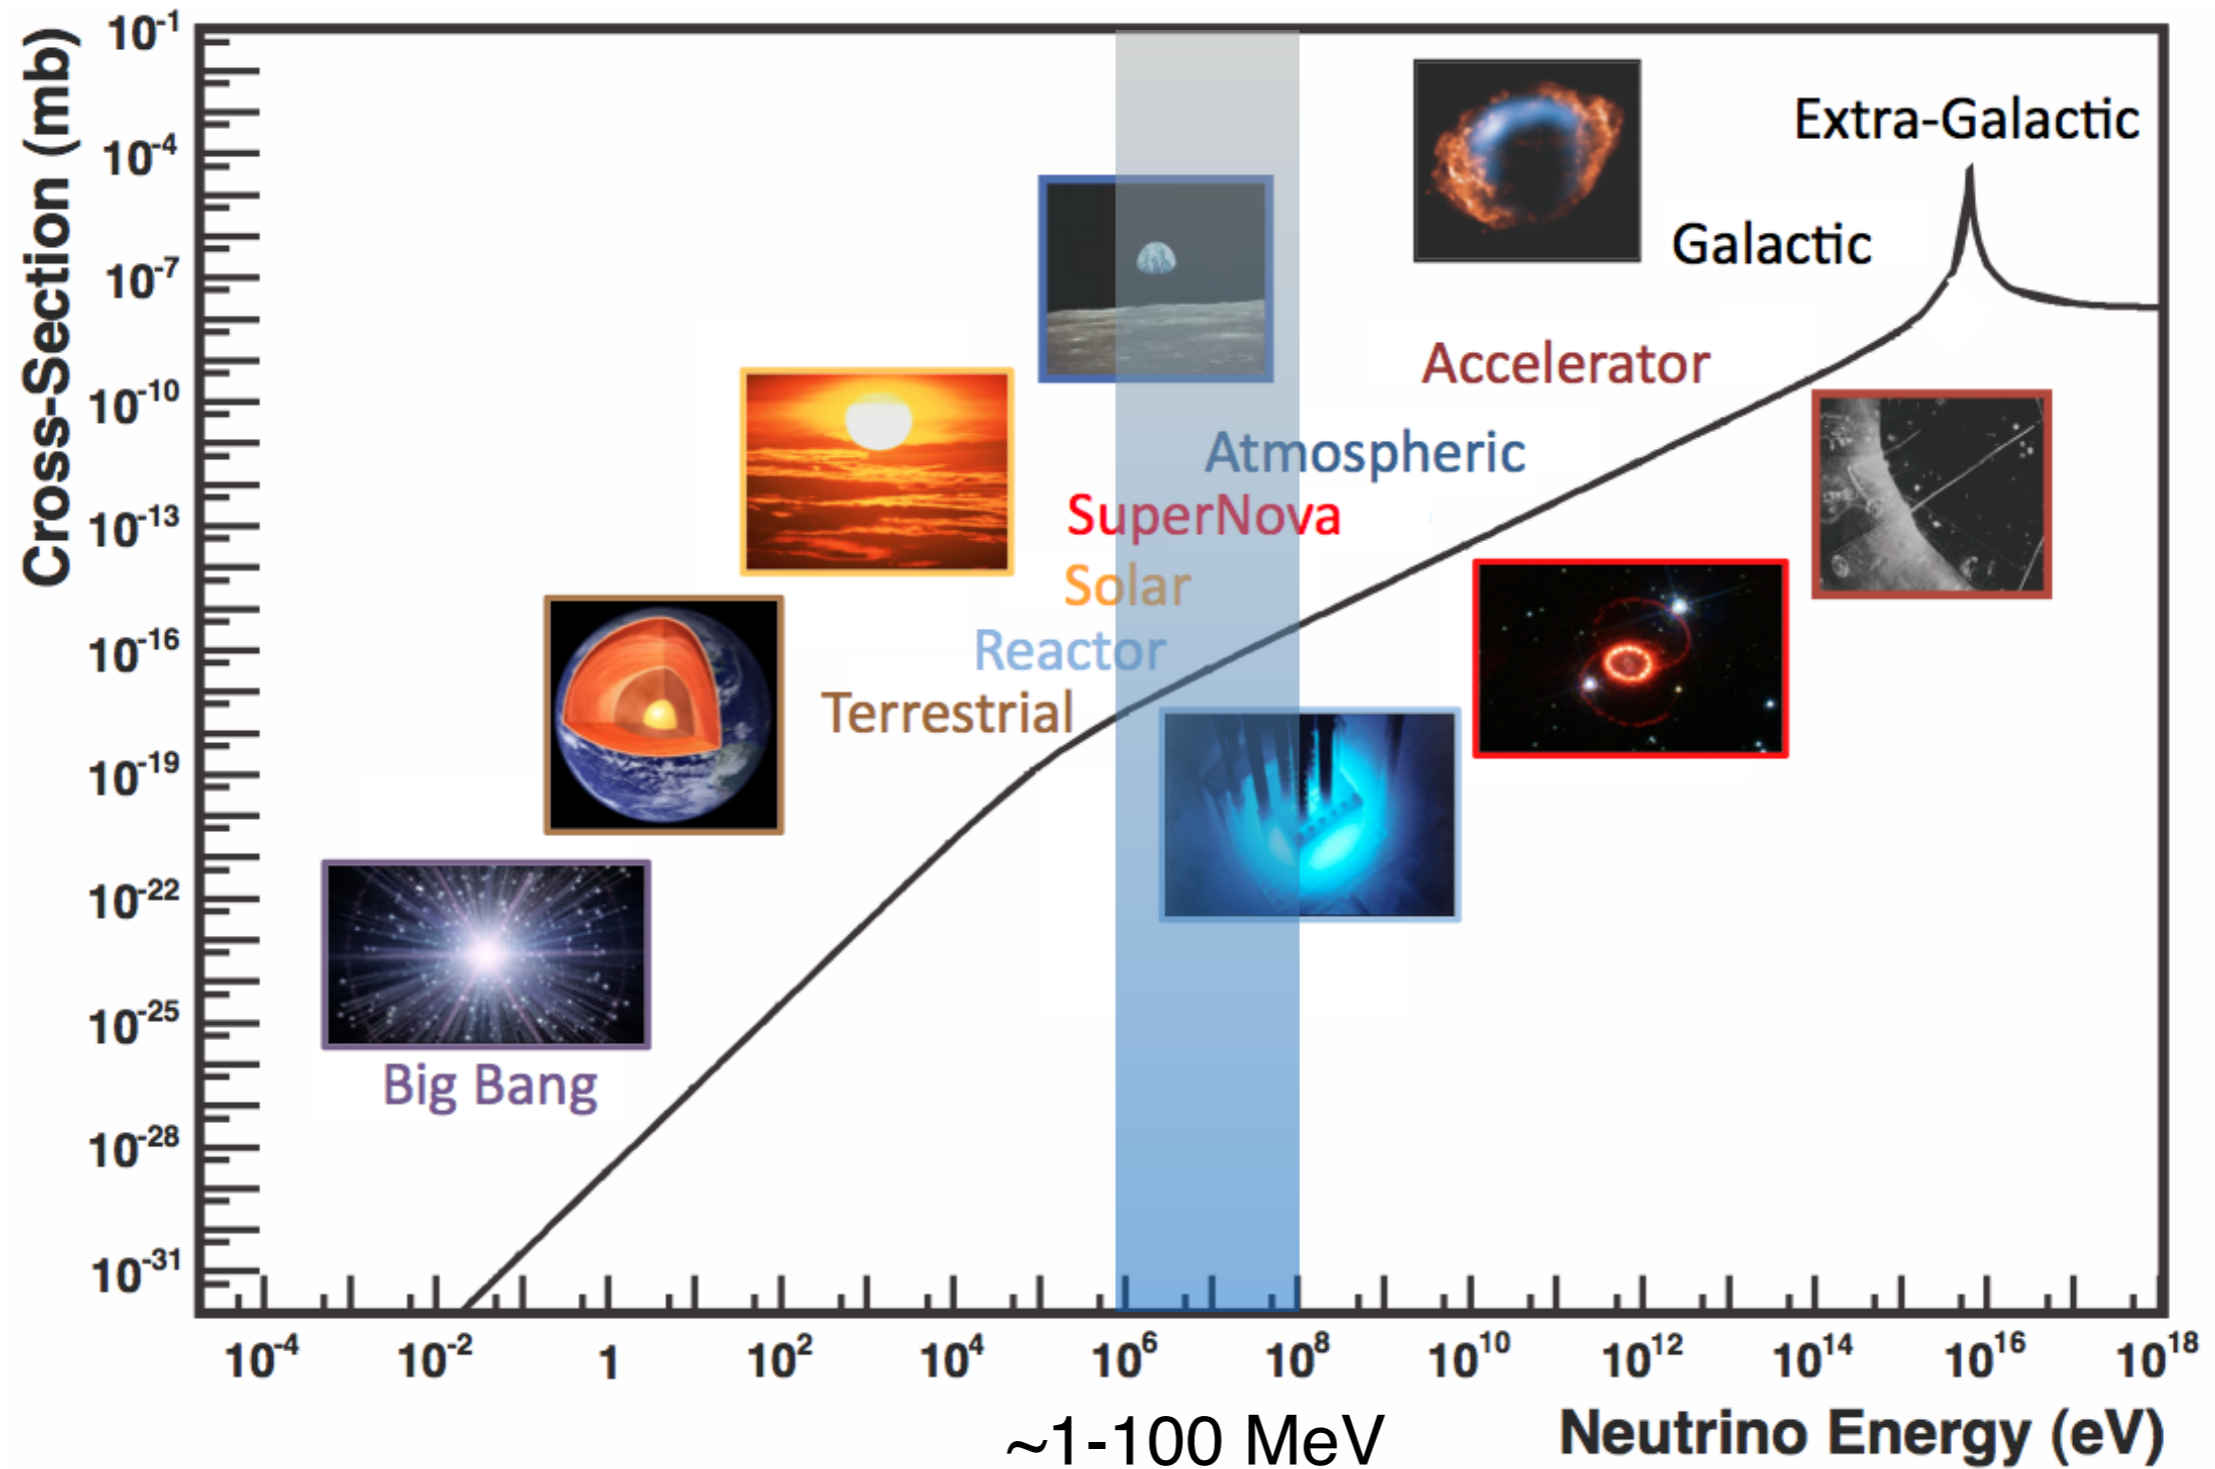 Cross-Section (mb)
10⁻¹
10⁻⁴
10⁻⁷
10⁻¹⁰
10⁻¹³
10⁻¹⁶
10⁻¹⁹
10⁻²²
10⁻²⁵
10⁻²⁸
10⁻³¹
Extra-Galactic
Galactic
Accelerator
Atmospheric
SuperNova
Solar
Reactor
Terrestrial
Big Bang
10⁻⁴ 10⁻² 1 10² 10⁴ 10⁶ 10⁸ 10¹⁰ 10¹² 10¹⁴ 10¹⁶ 10¹⁸
~1-100 MeV
Neutrino Energy (eV)